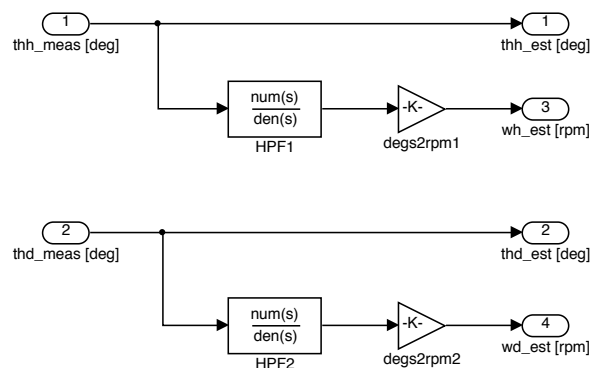 1
thh_meas [deg]
1
thh_est [deg]
num(s)
den(s)
HPF1
-K-
degs2rpm1
3
wh_est [rpm]
2
thd_meas [deg]
2
thd_est [deg]
num(s)
den(s)
HPF2
-K-
degs2rpm2
4
wd_est [rpm]